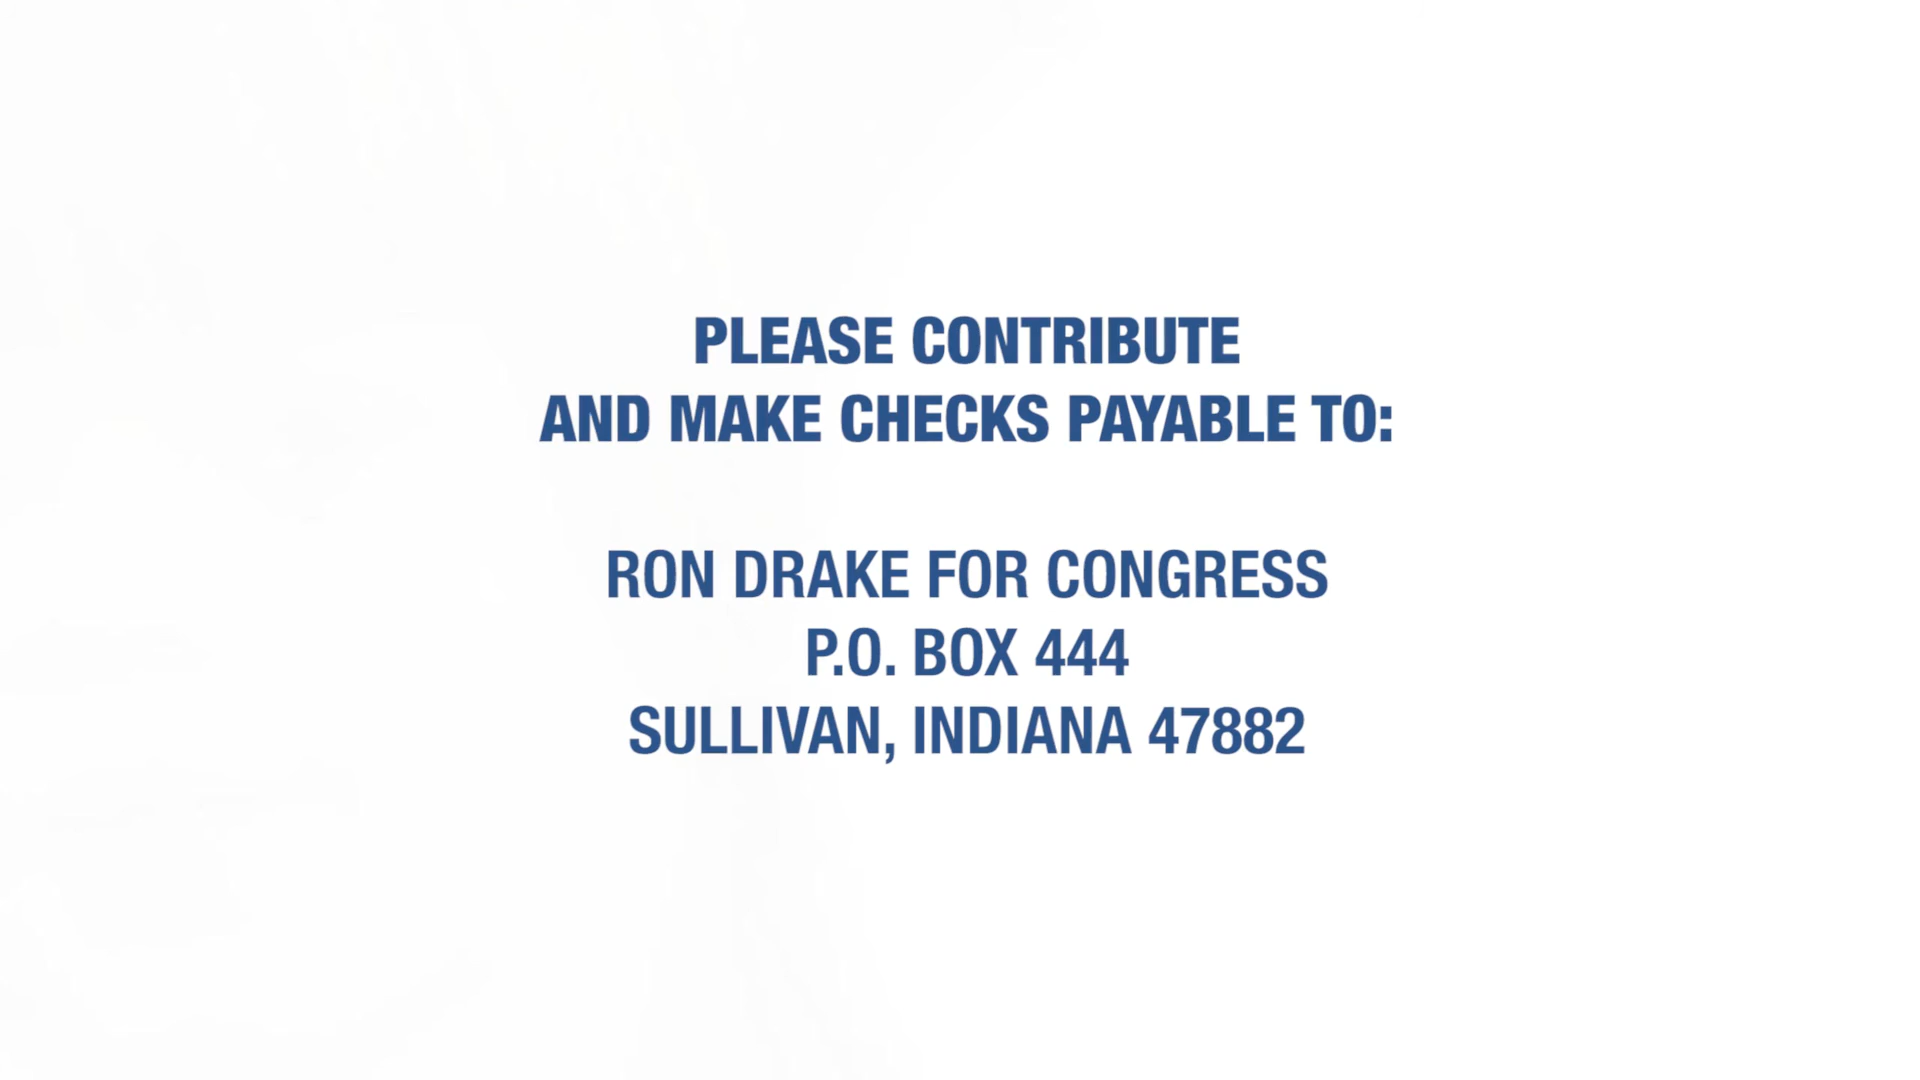 PLEASE CONTRIBUTE
AND MAKE CHECKS PAYABLE TO:
RON DRAKE FOR CONGRESS
P.O. BOX 444
SULLIVAN, INDIANA 47882